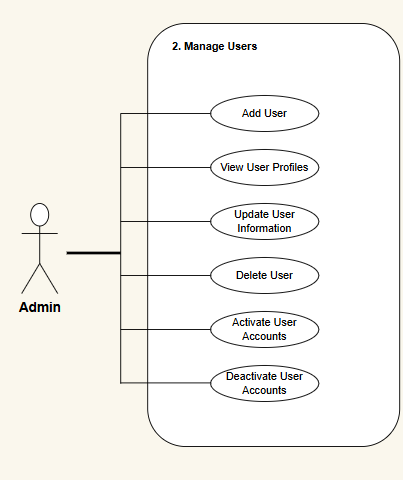 2. Manage Users
Add User
View User Profiles
Update User
Information
Delete User
Activate User
Accounts
Deactivate User
Accounts
Admin